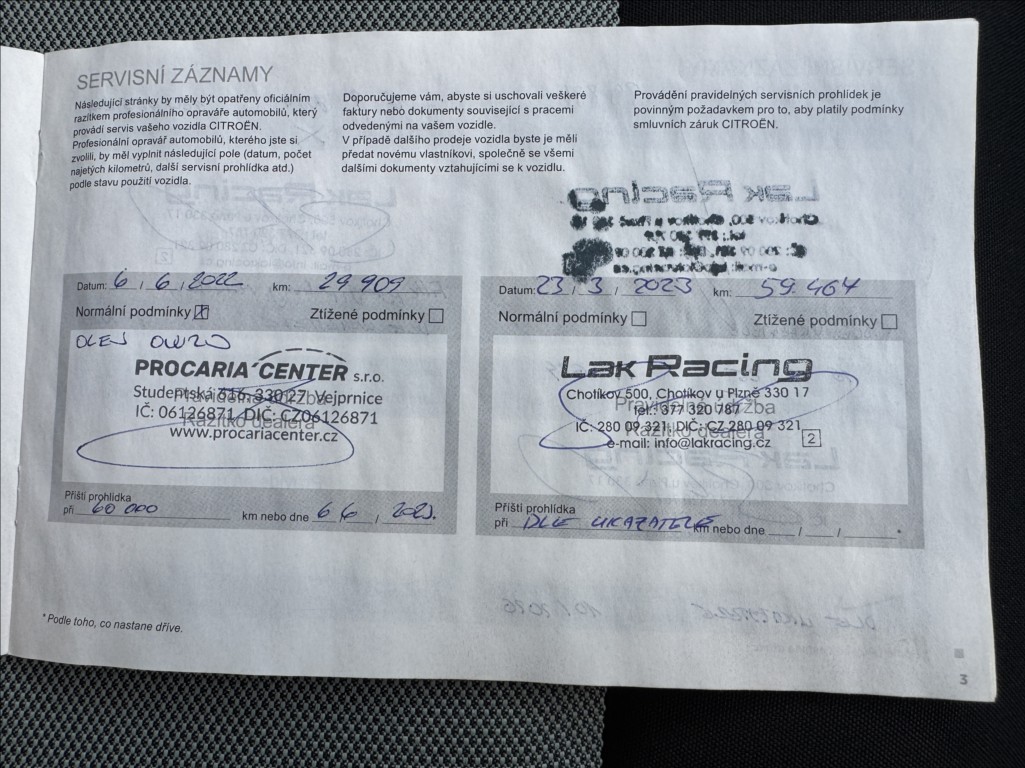 SERVISNÍ ZÁZNAMY
Následující stránky by měly být opatřeny oficiálním
razítkem profesionálního opraváře automobilů, který
provádí servis vašeho vozidla CITROËN.
Profesionální opravář automobilů, kterého jste si
zvolili, by měl vyplnit následující pole (datum, počet
najetých kilometrů, další servisní prohlídka atd.)
podle stavu použití vozidla.
Doporučujeme vám, abyste si uschovali veškeré
faktury nebo dokumenty související s pracemi
odvedenými na vašem vozidle.
V případě dalšího prodeje vozidla byste je měli
předat novému vlastníkovi, společně se všemi
dalšími dokumenty vztahujícími se k vozidlu.
Provádění pravidelných servisních prohlídek je
povinným požadavkem pro to, aby platily podmínky
smluvních záruk CITROËN.
Datum: 6 / 6 / 2022 km: 29 909
Normální podmínky Ztížené podmínky
OLEJ
PROCARIA CENTER s.r.o.
Studentská 816, 330 27 Vejprnice
IČ: 06126871, DIČ: CZ06126871
Razítko dealera
www.procariacenter.cz
Příští prohlídka
při 60 000 km nebo dne 6 6 / 2023.
Datum: 23 / 3 / 2023 km: 59.464
Normální podmínky Ztížené podmínky
Lak Racing
Chotíkov 500, Chotíkov u Plzně 330 17
Pravidelná údržba
tel.: 377 320 787
IČ: 280 09 321, DIČ: CZ 280 09 321
Razítko dealera
e-mail: info@lakracing.cz 2
Příští prohlídka
při DLE UKAZATELE km nebo dne / / *
* Podle toho, co nastane dříve.
3